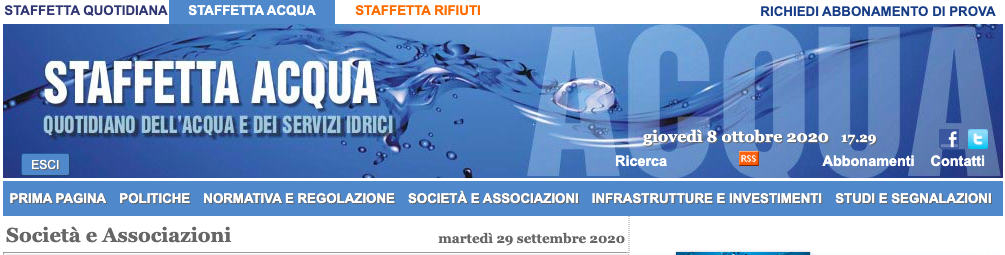 STAFFETTA QUOTIDIANA STAFFETTA ACQUA STAFFETTA RIFIUTI RICHIEDI ABBONAMENTO DI PROVA
ACQUA
STAFFETTA ACQUA
QUOTIDIANO DELL'ACQUA E DEI SERVIZI IDRICI
giovedì 8 ottobre 2020 17.29
ESCI Ricerca RSS Abbonamenti Contatti
PRIMA PAGINA POLITICHE NORMATIVA E REGOLAZIONE SOCIETÀ E ASSOCIAZIONI INFRASTRUTTURE E INVESTIMENTI STUDI E SEGNALAZIONI
Società e Associazioni martedì 29 settembre 2020